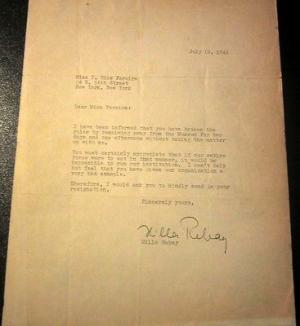 July 19, 1943
Miss I. Rice Pereira
New York, New York
Dear Miss Pereira:
I have been informed that you have broken the
rules by remaining away from the Museum for two
days and one afternoon without taking the matter
up with me.
You must certainly appreciate that if our entire
force were to act in that manner, it would be
impossible to run our institution. I can't help
but feel that you have given our organization a
very bad example.
Therefore, I would ask you to kindly send in your
resignation.
Sincerely yours,
Hilla Rebay
Hilla Rebay